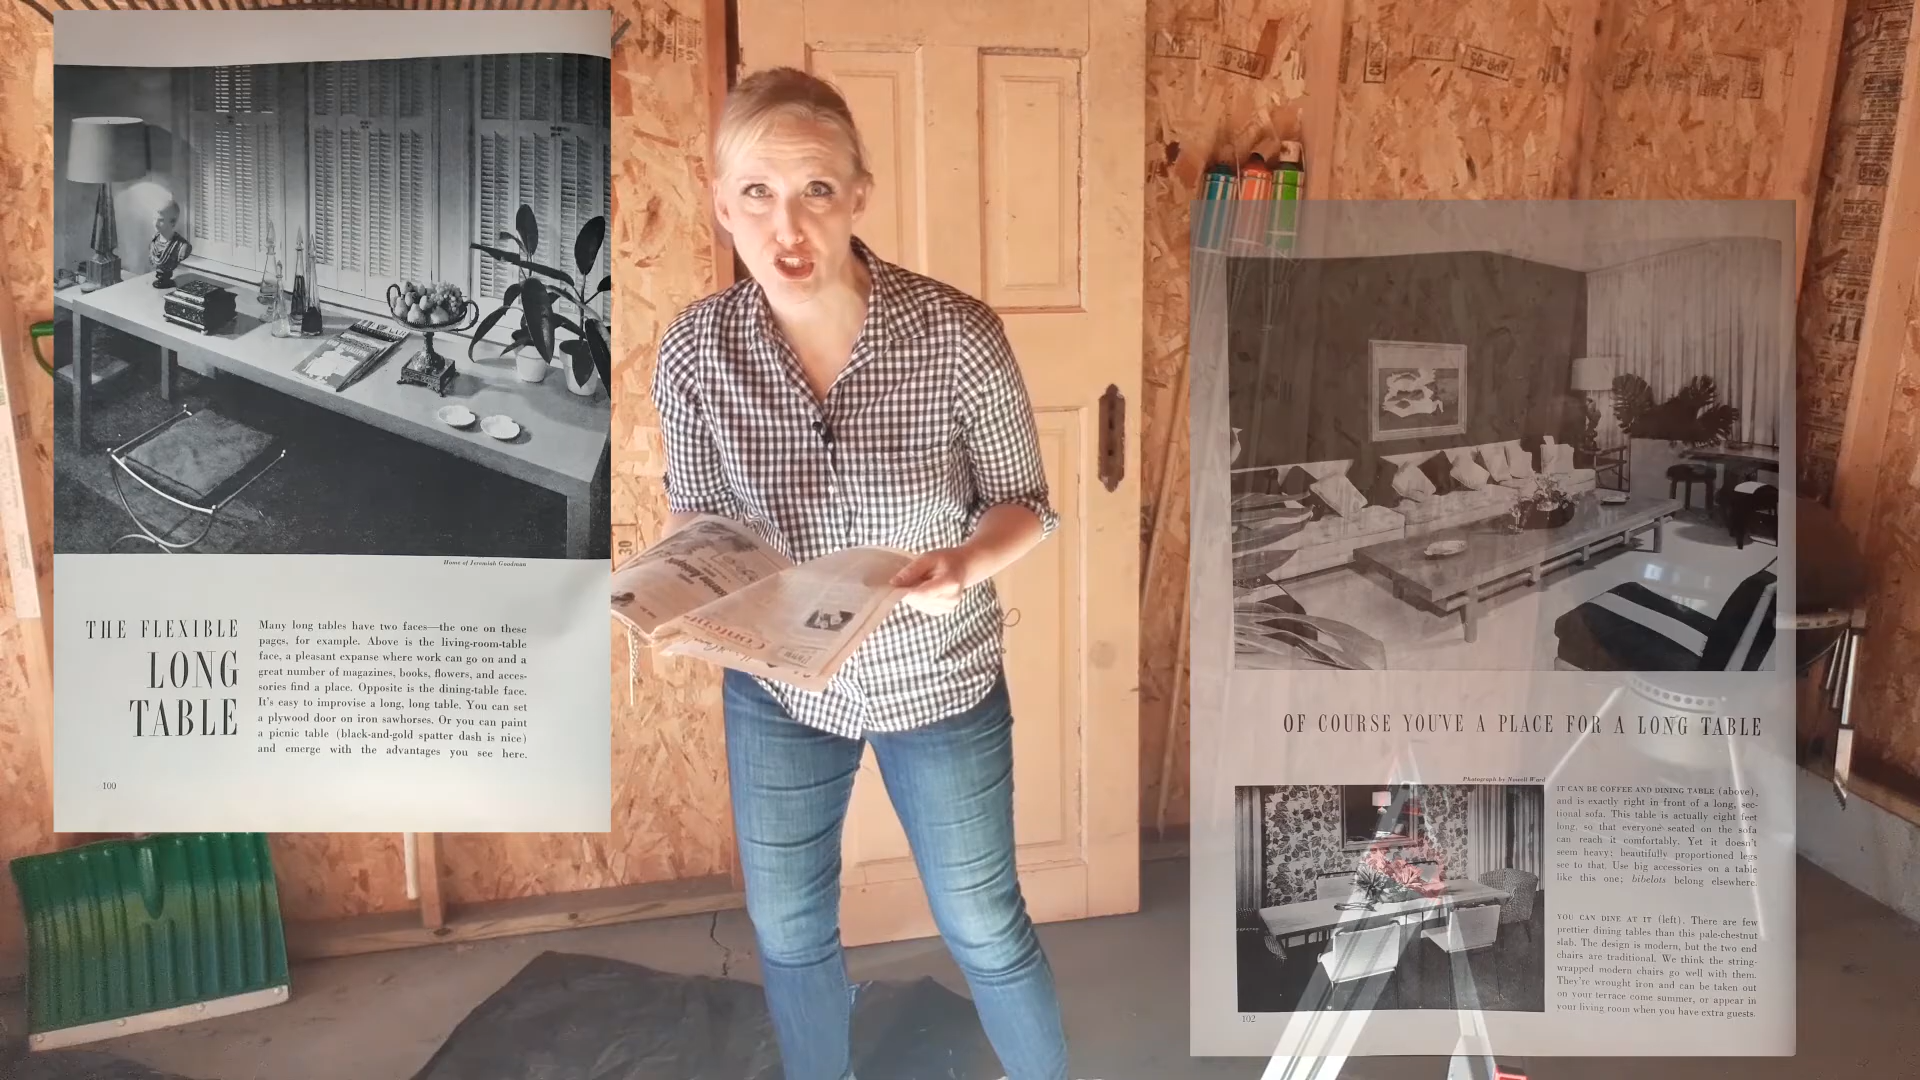 Home of Jeremiah Goodman
THE FLEXIBLE
LONG
TABLE
Many long tables have two faces—the one on these
pages, for example. Above is the living-room-table
face, a pleasant expanse where work can go on and a
great number of magazines, books, flowers, and acces-
sories find a place. Opposite is the dining-table face.
It's easy to improvise a long, long table. You can set
a plywood door on iron sawhorses. Or you can paint
a picnic table (black-and-gold spatter dash is nice)
and emerge with the advantages you see here.
100
30
OF COURSE YOU'VE A PLACE FOR A LONG TABLE
Photograph by Nowell Ward
IT CAN BE COFFEE AND DINING TABLE (above),
and is exactly right in front of a long, sec-
tional sofa. This table is actually eight feet
long, so that everyone seated on the sofa
can reach it comfortably. Yet it doesn't
seem heavy; beautifully proportioned legs
see to that. Use big accessories on a table
like this one; bibelots belong elsewhere.
YOU CAN DINE AT IT (left). There are few
prettier dining tables than this pale-chestnut
slab. The design is modern, but the two end
chairs are traditional. We think the string-
wrapped modern chairs go well with them.
They're wrought iron and can be taken out
on your terrace come summer, or appear in
your living room when you have extra guests.
102